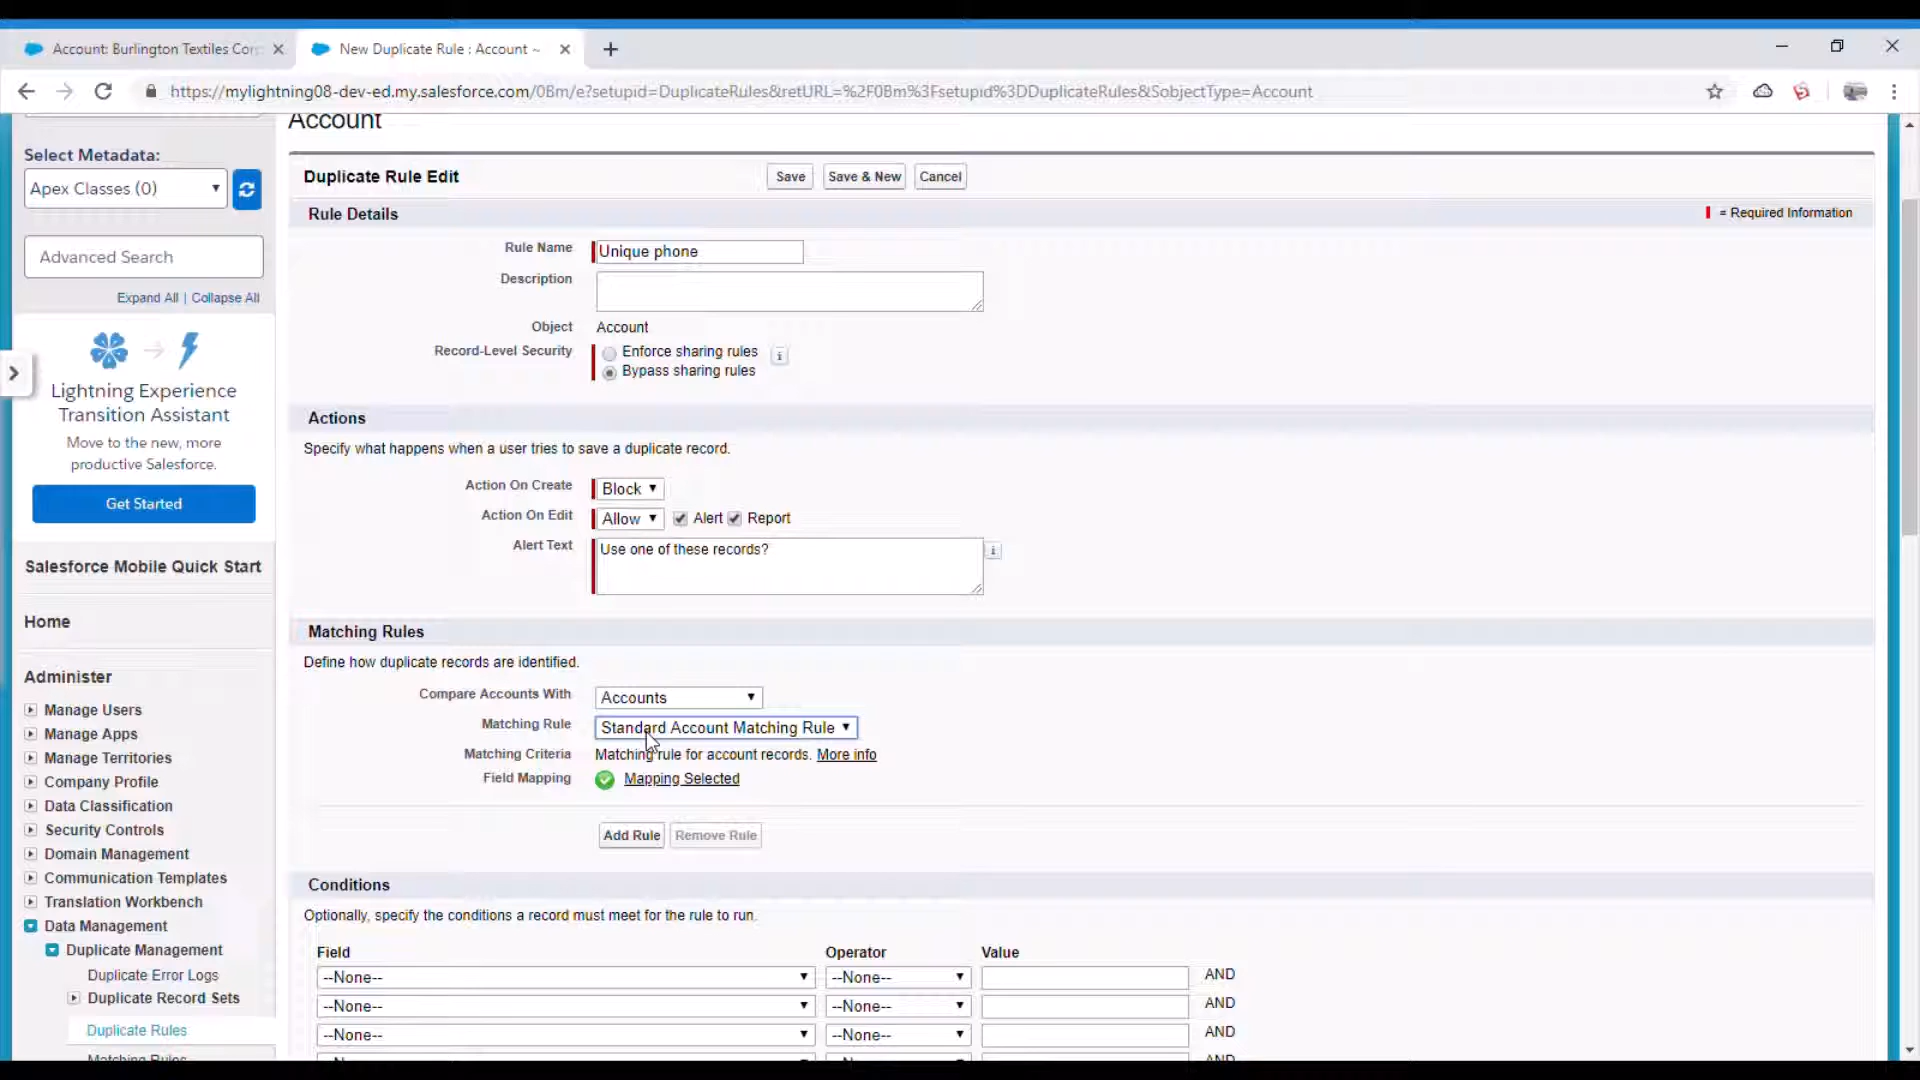 Account: Burlington Textiles Corp
New Duplicate Rule : Account ~
https://mylightning08-dev-ed.my.salesforce.com/0Bm/e?setupid=DuplicateRules&retURL=%2F0Bm%3Fsetupid%3DDuplicateRules&SobjectType=Account
Select Metadata:
Apex Classes (0)
Advanced Search
Expand All | Collapse All
Lightning Experience
Transition Assistant
Move to the new, more
productive Salesforce.
Get Started
Salesforce Mobile Quick Start
Home
Administer
Manage Users
Manage Apps
Manage Territories
Company Profile
Data Classification
Security Controls
Domain Management
Communication Templates
Translation Workbench
Data Management
Duplicate Management
Duplicate Error Logs
Duplicate Record Sets
Duplicate Rules
Matching Rules
Account
Duplicate Rule Edit
Save
Save & New
Cancel
Rule Details
= Required Information
Rule Name
Unique phone
Description
Object
Account
Record-Level Security
Enforce sharing rules
Bypass sharing rules
Actions
Specify what happens when a user tries to save a duplicate record.
Action On Create
Block
Action On Edit
Allow
Alert
Report
Alert Text
Use one of these records?
Matching Rules
Define how duplicate records are identified.
Compare Accounts With
Accounts
Matching Rule
Standard Account Matching Rule
Matching Criteria
Matching rule for account records. More info
Field Mapping
Mapping Selected
Add Rule
Remove Rule
Conditions
Optionally, specify the conditions a record must meet for the rule to run.
Field Operator Value
--None-- --None-- AND
--None-- --None-- AND
--None-- --None-- AND
AND